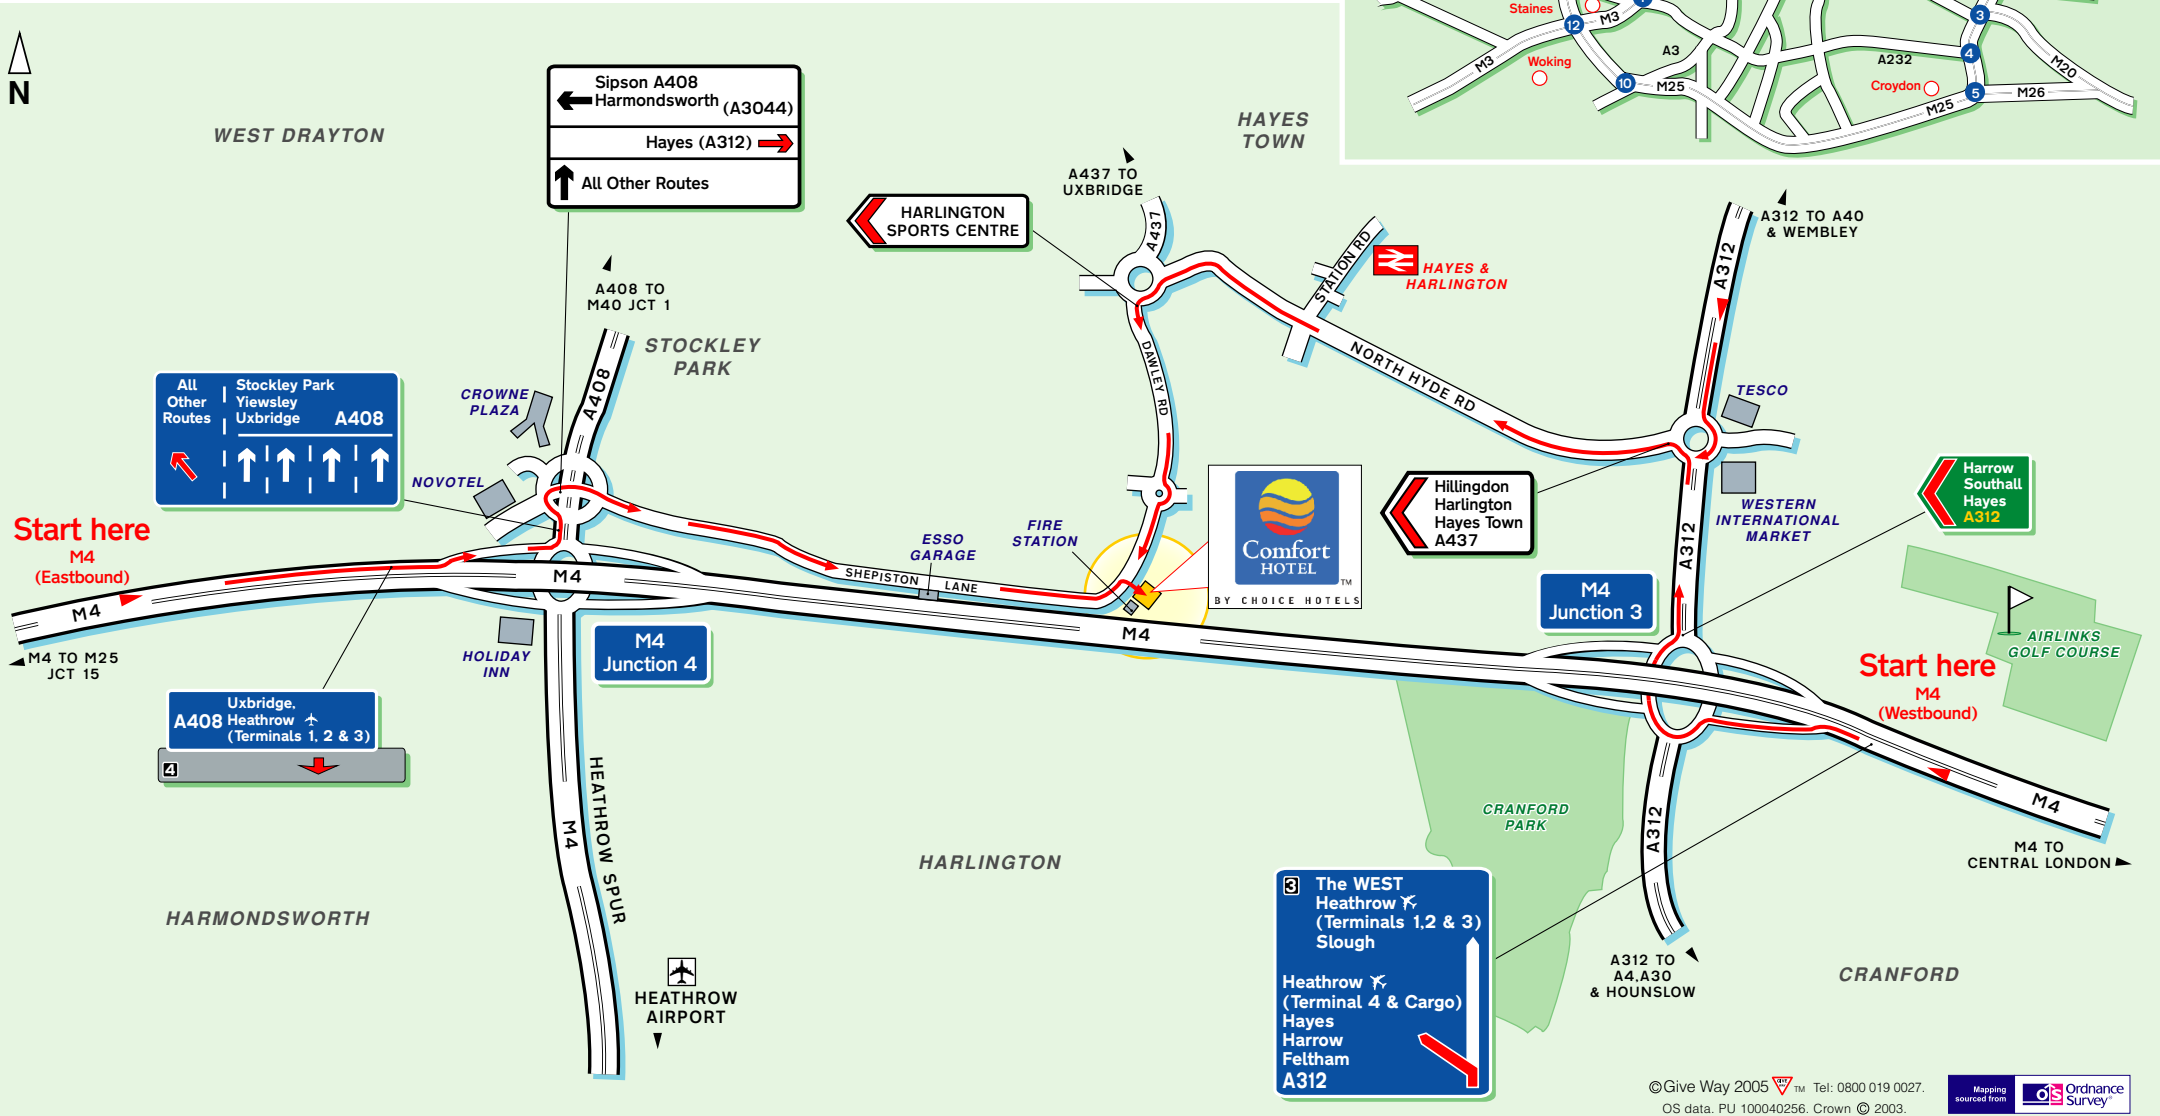 N
WEST DRAYTON
Sipson A408
Harmondsworth (A3044)
Hayes (A312)
All Other Routes
HAYES
TOWN
Staines
12
M3
M3
Woking
10
M25
A3
A232
Croydon
3
4
5
M20
M26
M25
A437 TO
UXBRIDGE
A437
HARLINGTON
SPORTS CENTRE
STATION RD
HAYES &
HARLINGTON
A312 TO A40
& WEMBLEY
A312
A408 TO
M40 JCT 1
STOCKLEY
PARK
A408
CROWNE
PLAZA
NOVOTEL
All
Other
Routes
Stockley Park
Yiewsley
Uxbridge A408
DAWLEY RD
NORTH HYDE RD
TESCO
WESTERN
INTERNATIONAL
MARKET
Hillingdon
Harlington
Hayes Town
A437
Harrow
Southall
Hayes
A312
Start here
M4
(Eastbound)
M4
M4 TO M25
JCT 15
M4
ESSO
GARAGE
FIRE
STATION
SHEPISTON LANE
Comfort
HOTEL
TM
BY CHOICE HOTELS
M4
A312
M4
Junction 3
AIRLINKS
GOLF COURSE
Start here
M4
(Westbound)
HOLIDAY
INN
M4
Junction 4
Uxbridge,
A408 Heathrow
(Terminals 1, 2 & 3)
4
M4
HEATHROW SPUR
HARLINGTON
HARMONDSWORTH
HEATHROW
AIRPORT
CRANFORD
PARK
A312
M4
M4 TO
CENTRAL LONDON
3 The WEST
Heathrow
(Terminals 1,2 & 3)
Slough
Heathrow
(Terminal 4 & Cargo)
Hayes
Harrow
Feltham
A312
A312 TO
A4,A30
& HOUNSLOW
CRANFORD
©Give Way 2005 GIVE WAY TM Tel: 0800 019 0027.
OS data. PU 100040256. Crown © 2003.
Mapping
sourced from
OS Ordnance
Survey®